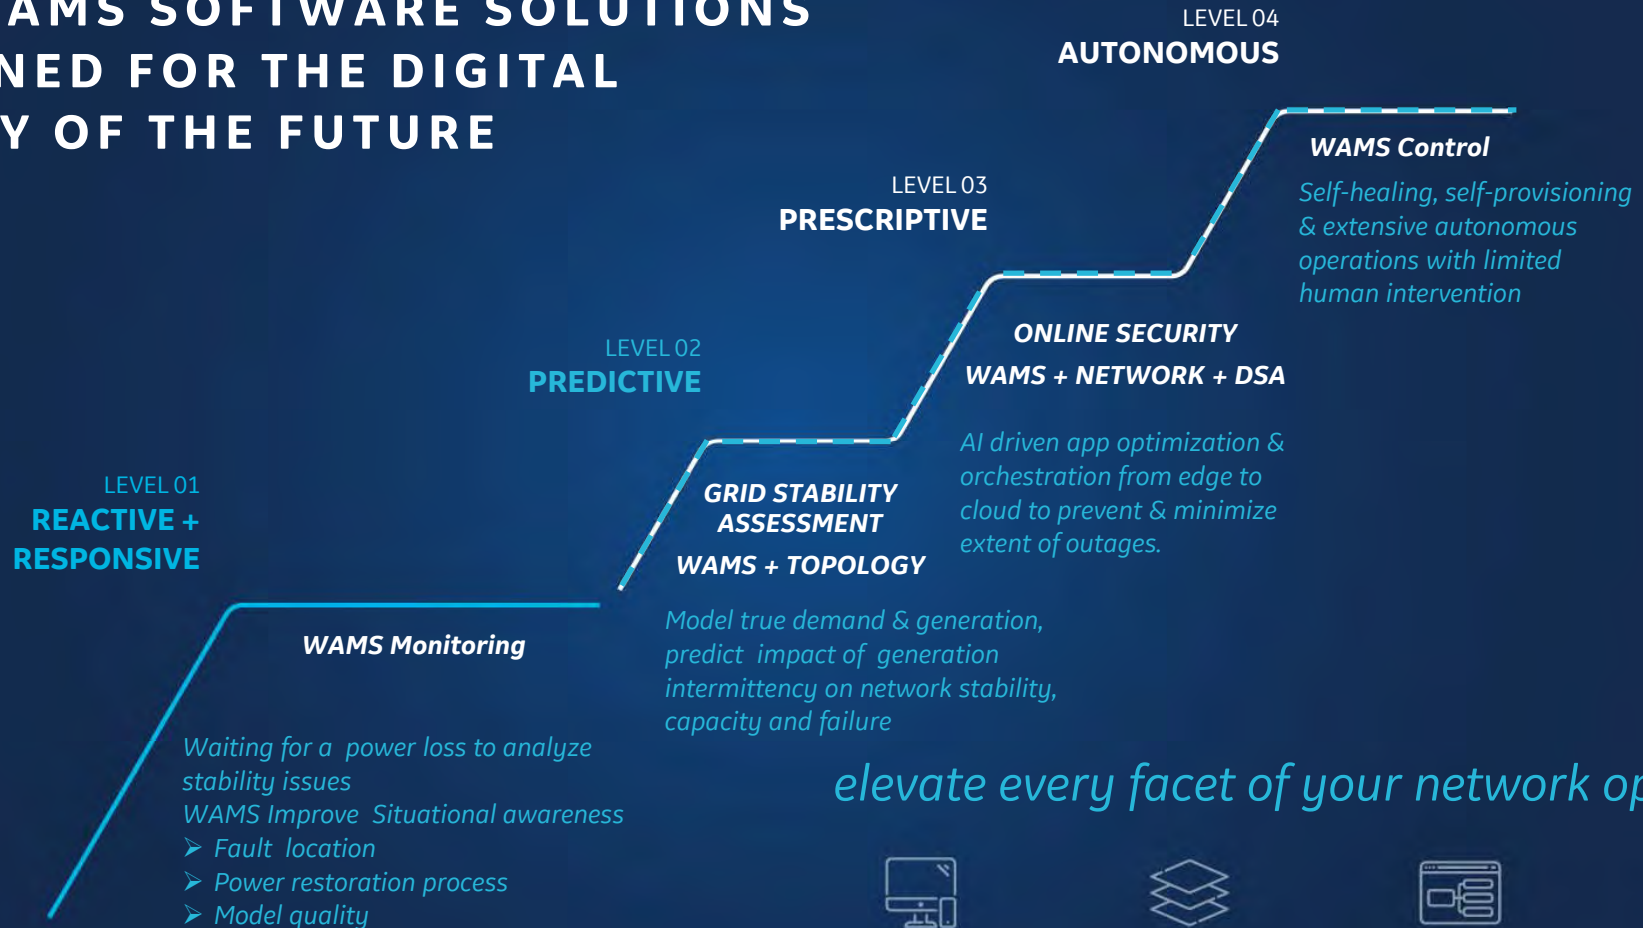 AMS SOFTWARE SOLUTIONS
NED FOR THE DIGITAL
Y OF THE FUTURE
LEVEL 04
AUTONOMOUS
WAMS Control
Self-healing, self-provisioning
& extensive autonomous
operations with limited
human intervention
LEVEL 03
PRESCRIPTIVE
ONLINE SECURITY
WAMS + NETWORK + DSA
AI driven app optimization &
orchestration from edge to
cloud to prevent & minimize
extent of outages.
LEVEL 02
PREDICTIVE
GRID STABILITY
ASSESSMENT
WAMS + TOPOLOGY
Model true demand & generation,
predict impact of generation
intermittency on network stability,
capacity and failure
LEVEL 01
REACTIVE +
RESPONSIVE
WAMS Monitoring
Waiting for a power loss to analyze
stability issues
WAMS Improve Situational awareness
➢ Fault location
➢ Power restoration process
➢ Model quality
elevate every facet of your network op